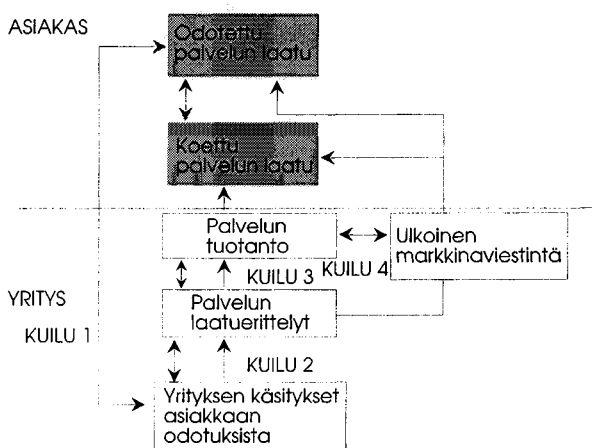 ASIAKAS
Odotettu
palvelun laatu
Koettu
palvelun laatu
Palvelun
tuotanto
Ulkoinen
markkinaviestintä
KUILU 3
KUILU 4
YRITYS
KUILU 1
Palvelun
laatuerittelyt
KUILU 2
Yrityksen käsitykset
asiakkaan
odotuksista